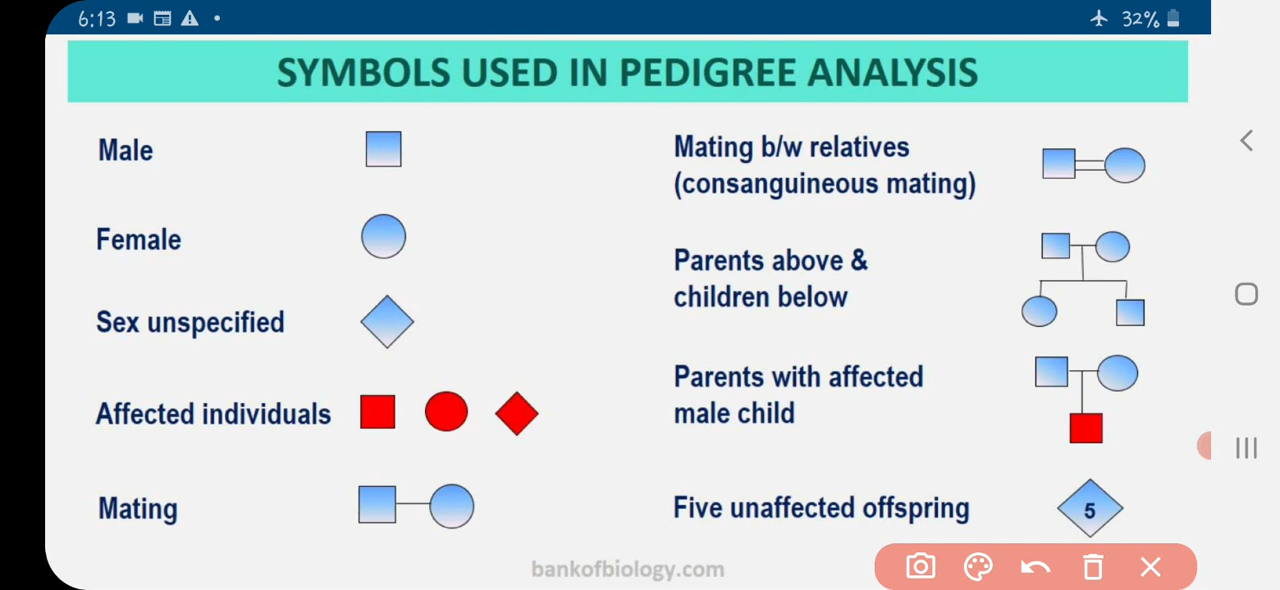 6:13
32%
SYMBOLS USED IN PEDIGREE ANALYSIS
Male
Female
Sex unspecified
Affected individuals
Mating
Mating b/w relatives
(consanguineous mating)
Parents above &
children below
Parents with affected
male child
Five unaffected offspring
5
bankofbiology.com